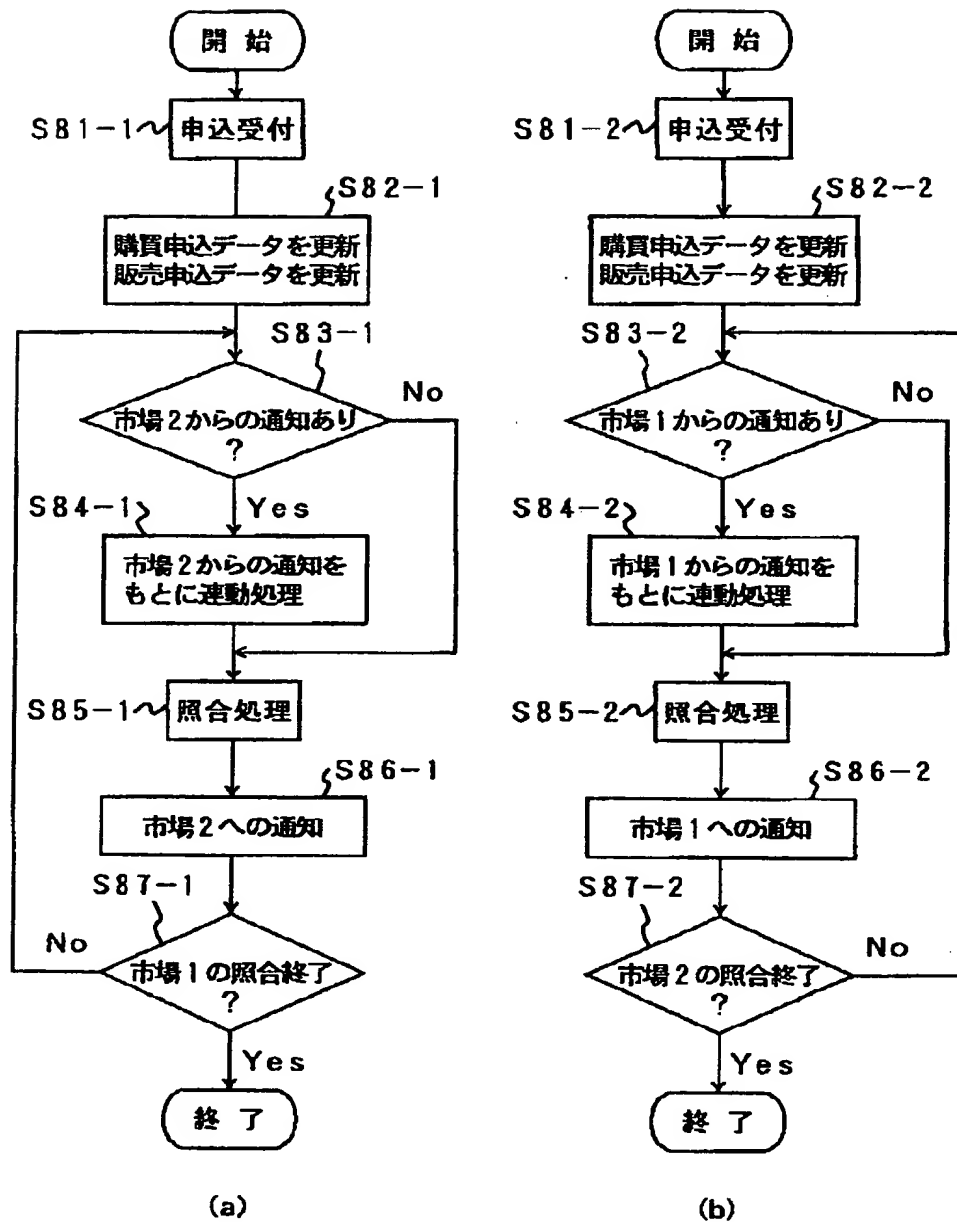 開始
S81-1
申込受付
S82-1
購買申込データを更新
販売申込データを更新
S83-1
市場2からの通知あり
?
No
Yes
S84-1
市場2からの通知を
もとに連動処理
S85-1
照合処理
S86-1
市場2への通知
S87-1
No
市場1の照合終了
?
Yes
終了
(a)
開始
S81-2
申込受付
S82-2
購買申込データを更新
販売申込データを更新
S83-2
市場1からの通知あり
?
No
Yes
S84-2
市場1からの通知を
もとに連動処理
S85-2
照合処理
S86-2
市場1への通知
S87-2
No
市場2の照合終了
?
Yes
終了
(b)